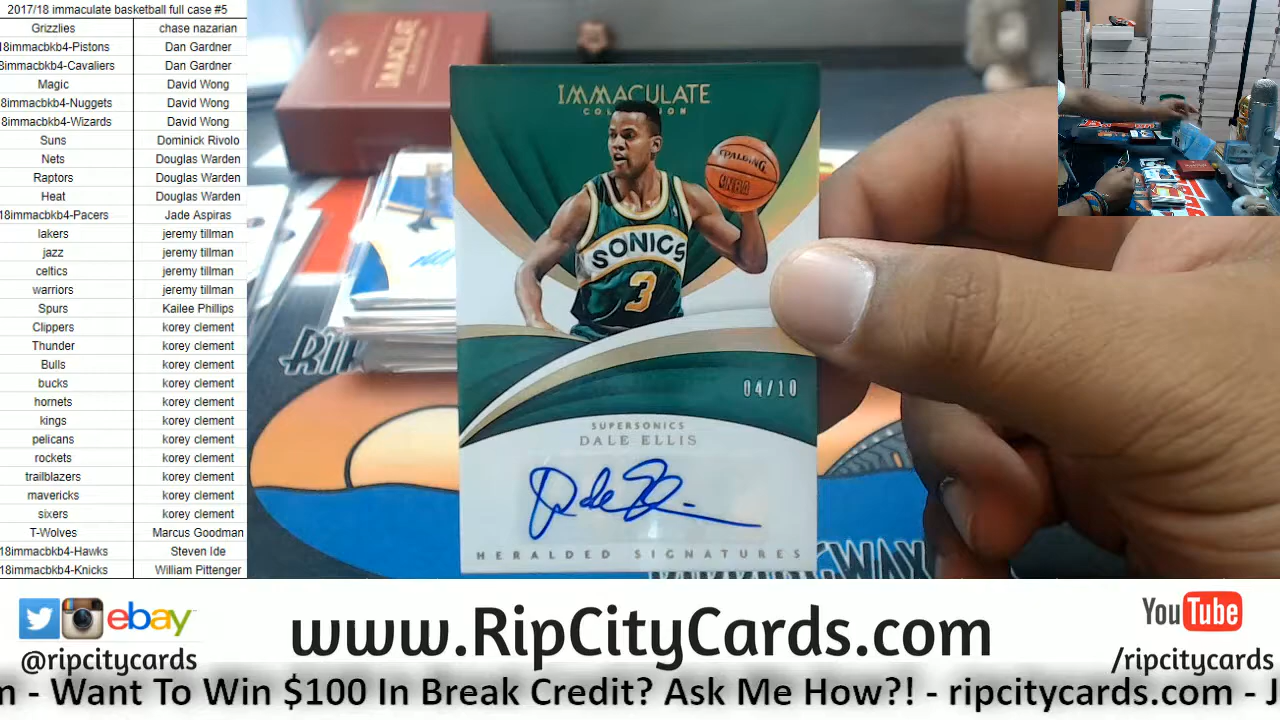 2017/18 immaculate basketball full case #5
Grizzlies chase nazarian
18immacbkb4-Pistons Dan Gardner
8immacbkb4-Cavaliers Dan Gardner
Magic David Wong
8immacbkb4-Nuggets David Wong
8immacbkb4-Wizards David Wong
Suns Dominick Rivolo
Nets Douglas Warden
Raptors Douglas Warden
Heat Douglas Warden
18immacbkb4-Pacers Jade Aspiras
lakers jeremy tillman
jazz jeremy tillman
celtics jeremy tillman
warriors jeremy tillman
Spurs Kailee Phillips
Clippers korey clement
Thunder korey clement
Bulls korey clement
bucks korey clement
hornets korey clement
kings korey clement
pelicans korey clement
rockets korey clement
trailblazers korey clement
mavericks korey clement
sixers korey clement
T-Wolves Marcus Goodman
18immacbkb4-Hawks Steven Ide
18immacbkb4-Knicks William Pittenger
IMMACULATE
IMMACULATE
COLLECTION
SPALDING
NBA
SONICS
3
04/10
SUPERSONICS
DALE ELLIS
Dale Ellis
HERALDED SIGNATURES
RIP
ebay
@ripcitycards
www.RipCityCards.com
YouTube
/ripcitycards
m - Want To Win $100 In Break Credit? Ask Me How?! - ripcitycards.com - J